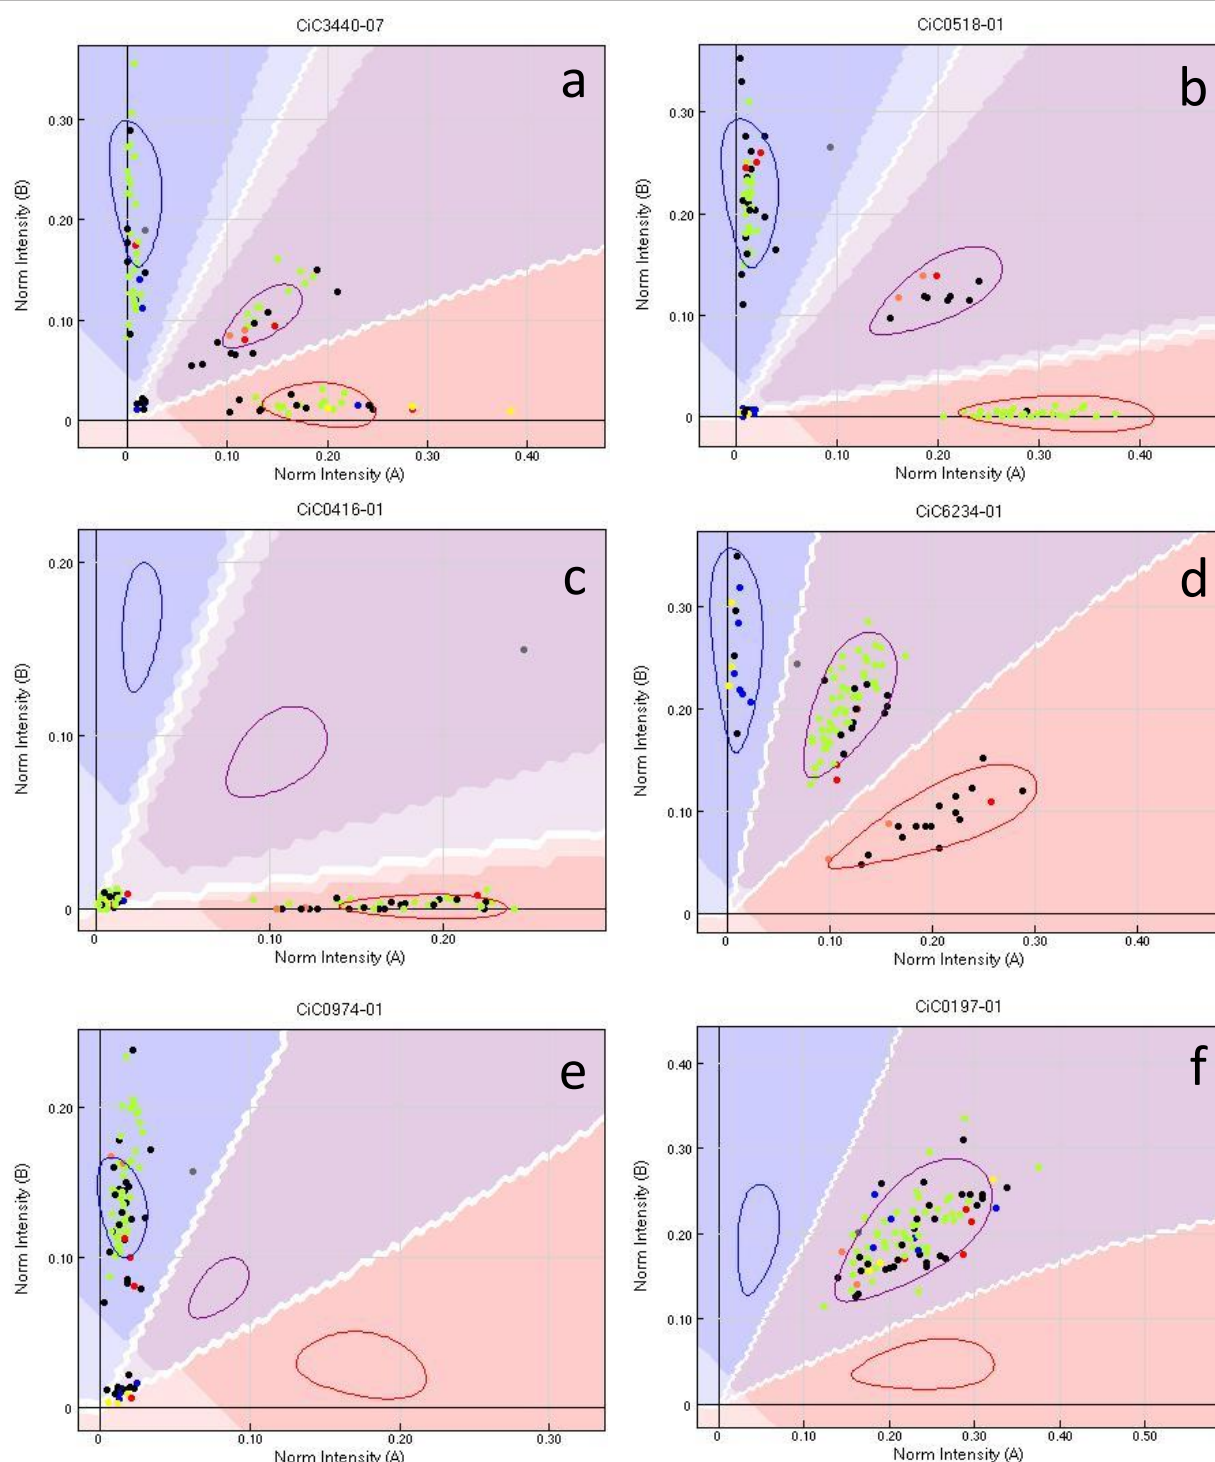 CiC3440-07
a
0.30
0.20
0.10
0
Norm Intensity (B)
0 0.10 0.20 0.30 0.40
Norm Intensity (A)
CiC0518-01
b
0.30
0.20
0.10
0
Norm Intensity (B)
0 0.10 0.20 0.30 0.40
Norm Intensity (A)
CiC0416-01
c
0.20
0.10
0
Norm Intensity (B)
0 0.10 0.20
Norm Intensity (A)
CiC6234-01
d
0.30
0.20
0.10
0
Norm Intensity (B)
0 0.10 0.20 0.30 0.40
Norm Intensity (A)
CiC0974-01
e
0.20
0.10
0
Norm Intensity (B)
0 0.10 0.20 0.30
Norm Intensity (A)
CiC0197-01
f
0.40
0.30
0.20
0.10
0
Norm Intensity (B)
0 0.10 0.20 0.30 0.40 0.50
Norm Intensity (A)